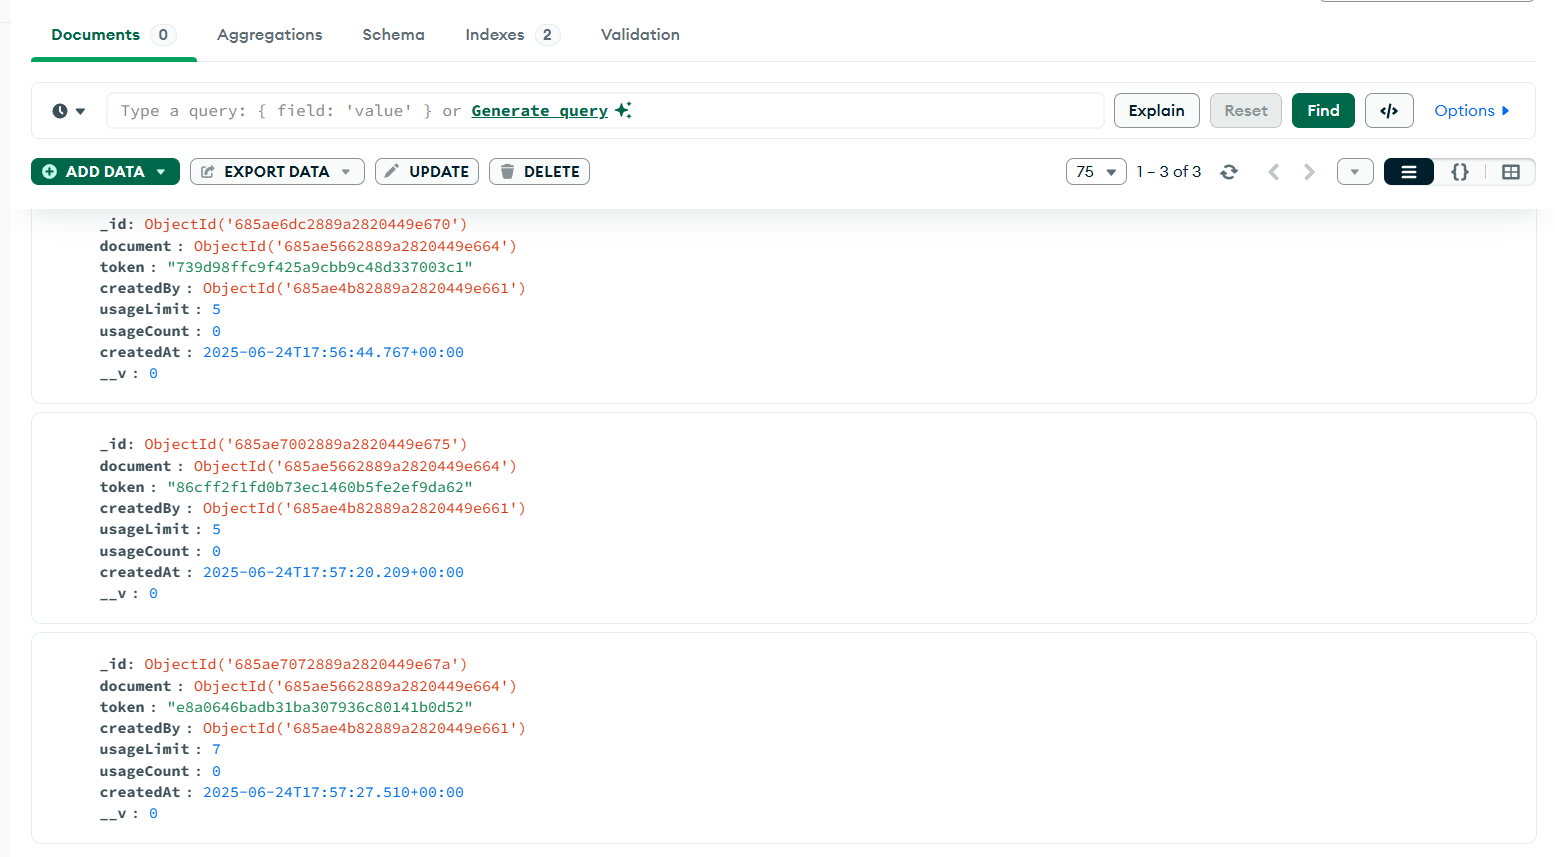 Documents 0 Aggregations Schema Indexes 2 Validation
Type a query: { field: 'value' } or Generate query Explain Reset Find </> Options
ADD DATA EXPORT DATA UPDATE DELETE 75 1 – 3 of 3 {}
_id: ObjectId('685ae6dc2889a2820449e670')
document : ObjectId('685ae5662889a2820449e664')
token : "739d98ffc9f425a9cbb9c48d337003c1"
createdBy : ObjectId('685ae4b82889a2820449e661')
usageLimit : 5
usageCount : 0
createdAt : 2025-06-24T17:56:44.767+00:00
__v : 0
_id: ObjectId('685ae7002889a2820449e675')
document : ObjectId('685ae5662889a2820449e664')
token : "86cff2f1fd0b73ec1460b5fe2ef9da62"
createdBy : ObjectId('685ae4b82889a2820449e661')
usageLimit : 5
usageCount : 0
createdAt : 2025-06-24T17:57:20.209+00:00
__v : 0
_id: ObjectId('685ae7072889a2820449e67a')
document : ObjectId('685ae5662889a2820449e664')
token : "e8a0646badb31ba307936c80141b0d52"
createdBy : ObjectId('685ae4b82889a2820449e661')
usageLimit : 7
usageCount : 0
createdAt : 2025-06-24T17:57:27.510+00:00
__v : 0